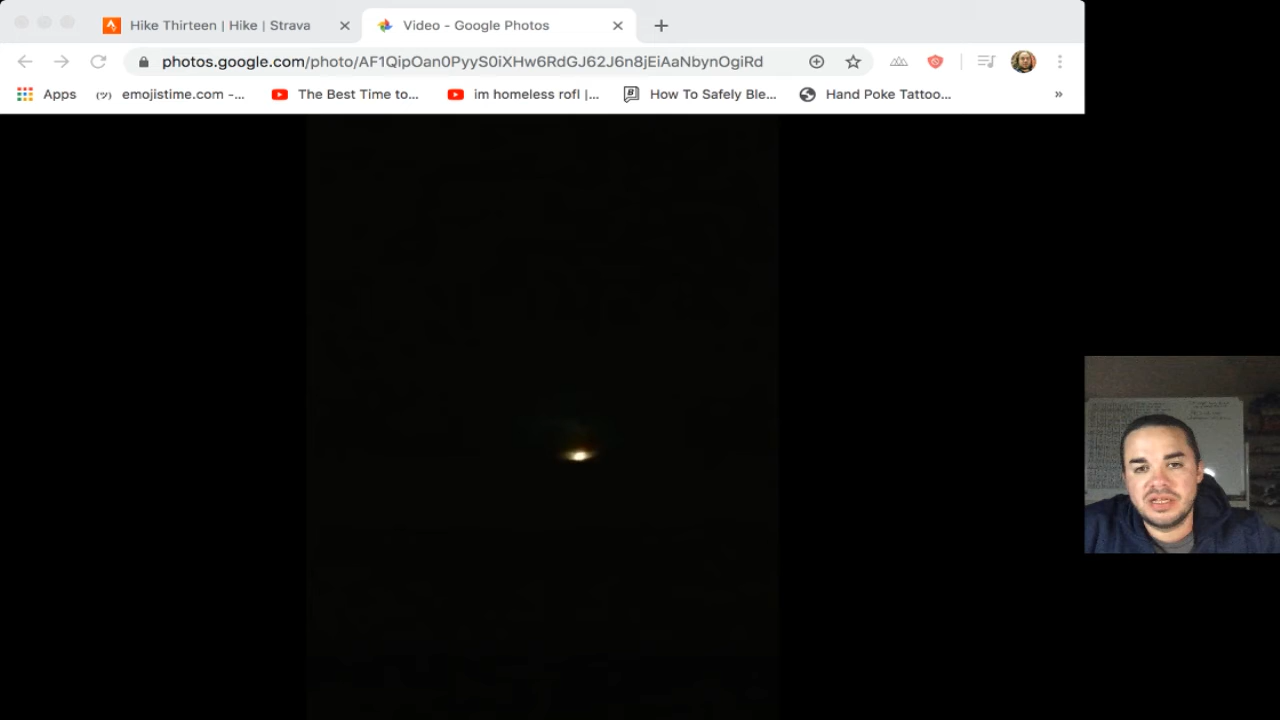 Hike Thirteen | Hike | Strava
Video - Google Photos
photos.google.com/photo/AF1QipOan0PyyS0iXHw6RdGJ62J6n8jEiAaNbynOgiRd
Apps
emojistime.com -...
The Best Time to...
im homeless rofl |...
How To Safely Ble...
Hand Poke Tattoo...
»